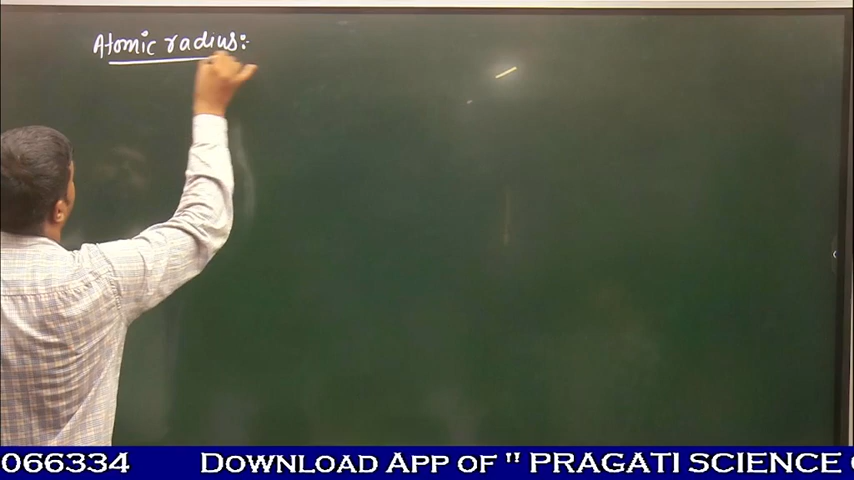 Atomic radius:-
066334 DOWNLOAD APP OF " PRAGATI SCIENCE